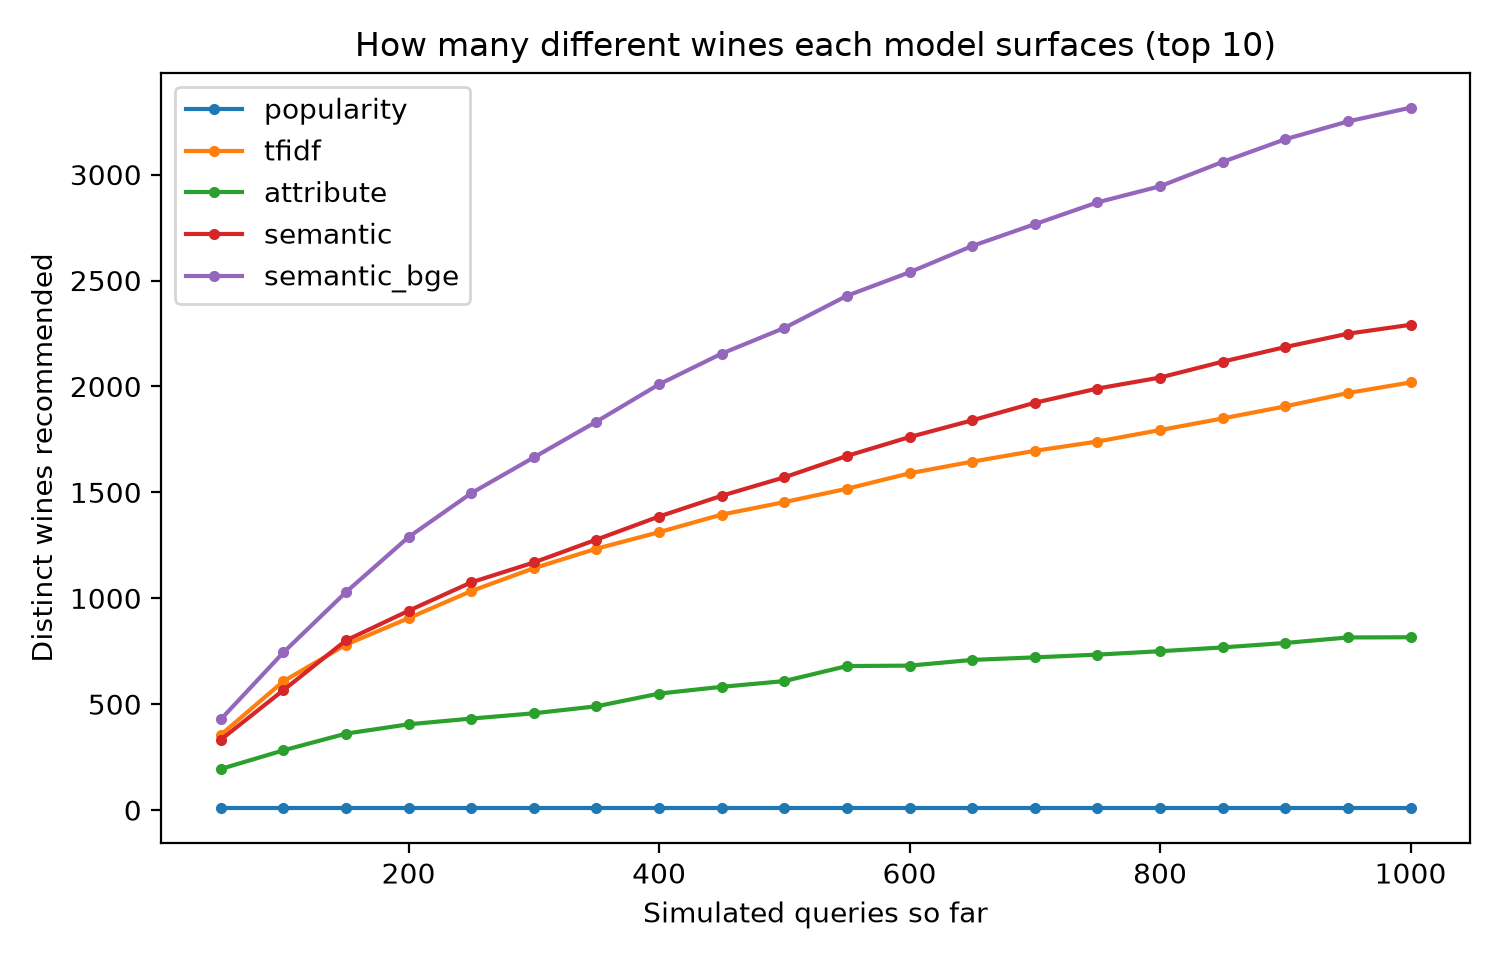 How many different wines each model surfaces (top 10)
popularity
tfidf
attribute
semantic
semantic_bge
Distinct wines recommended
3000
2500
2000
1500
1000
500
0
200
400
600
800
1000
Simulated queries so far